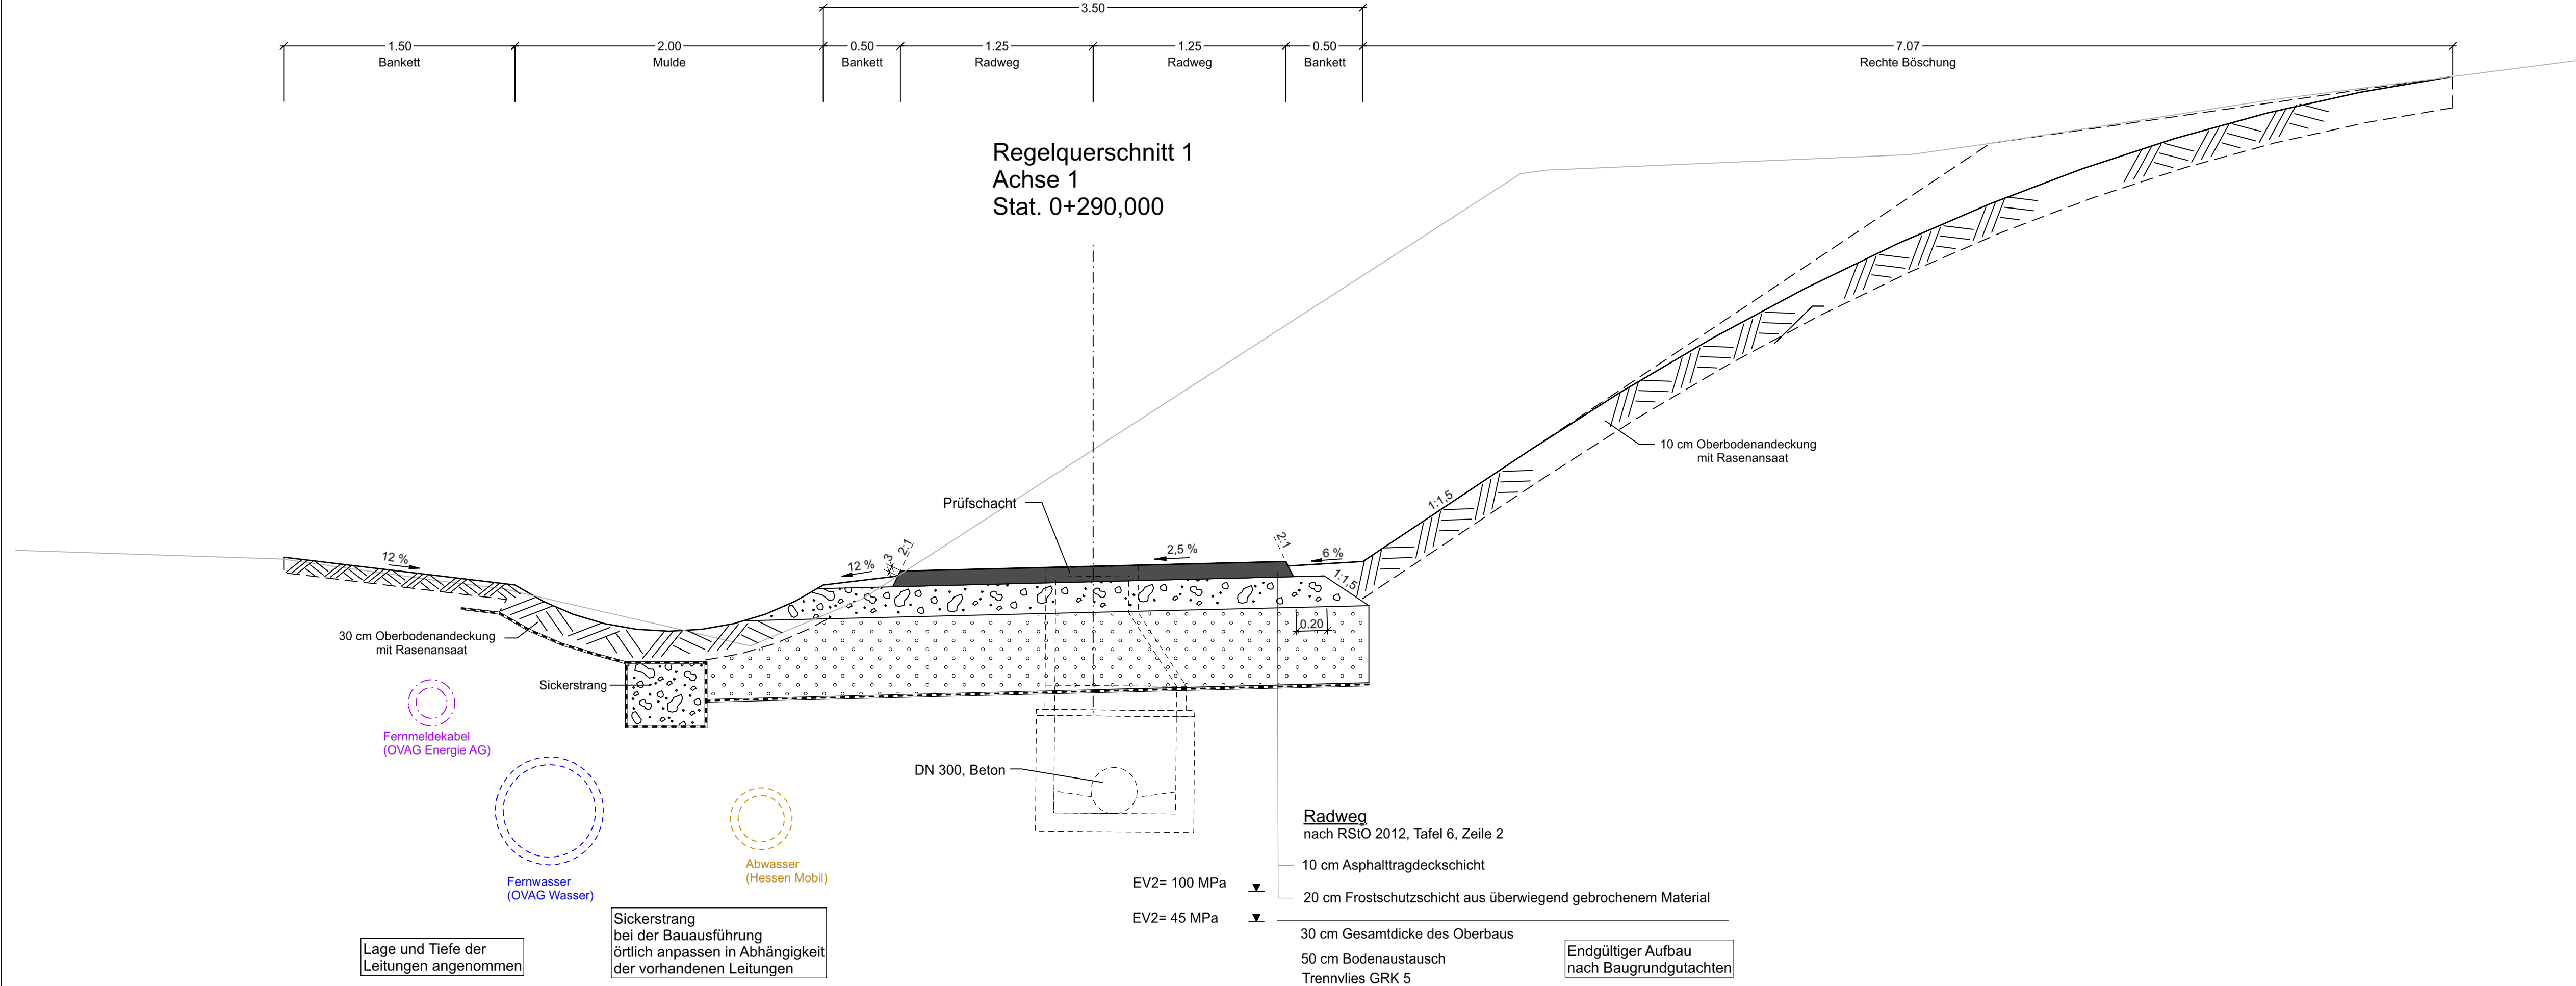 3.50
1.50
2.00
0.50
1.25
1.25
0.50
7.07
Bankett
Mulde
Bankett
Radweg
Radweg
Bankett
Rechte Böschung
Regelquerschnitt 1
Achse 1
Stat. 0+290,000
10 cm Oberbodenandeckung
mit Rasenansaat
1:1,5
Prüfschacht
12 %
12 %
3
2:1
2,5 %
2:1
6 %
1:1,5
0.20
30 cm Oberbodenandeckung
mit Rasenansaat
Sickerstrang
Fernmeldekabel
(OVAG Energie AG)
DN 300, Beton
Fernwasser
(OVAG Wasser)
Abwasser
(Hessen Mobil)
Radweg
nach RStO 2012, Tafel 6, Zeile 2
10 cm Asphalttragdeckschicht
EV2= 100 MPa
20 cm Frostschutzschicht aus überwiegend gebrochenem Material
EV2= 45 MPa
30 cm Gesamtdicke des Oberbaus
50 cm Bodenaustausch
Trennvlies GRK 5
Lage und Tiefe der
Leitungen angenommen
Sickerstrang
bei der Bauausführung
örtlich anpassen in Abhängigkeit
der vorhandenen Leitungen
Endgültiger Aufbau
nach Baugrundgutachten